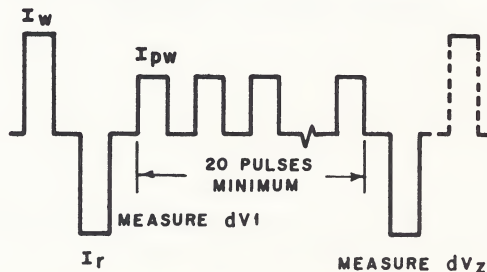 Iw
Ipw
20 PULSES
MINIMUM
MEASURE dV1
Ir
MEASURE dVz